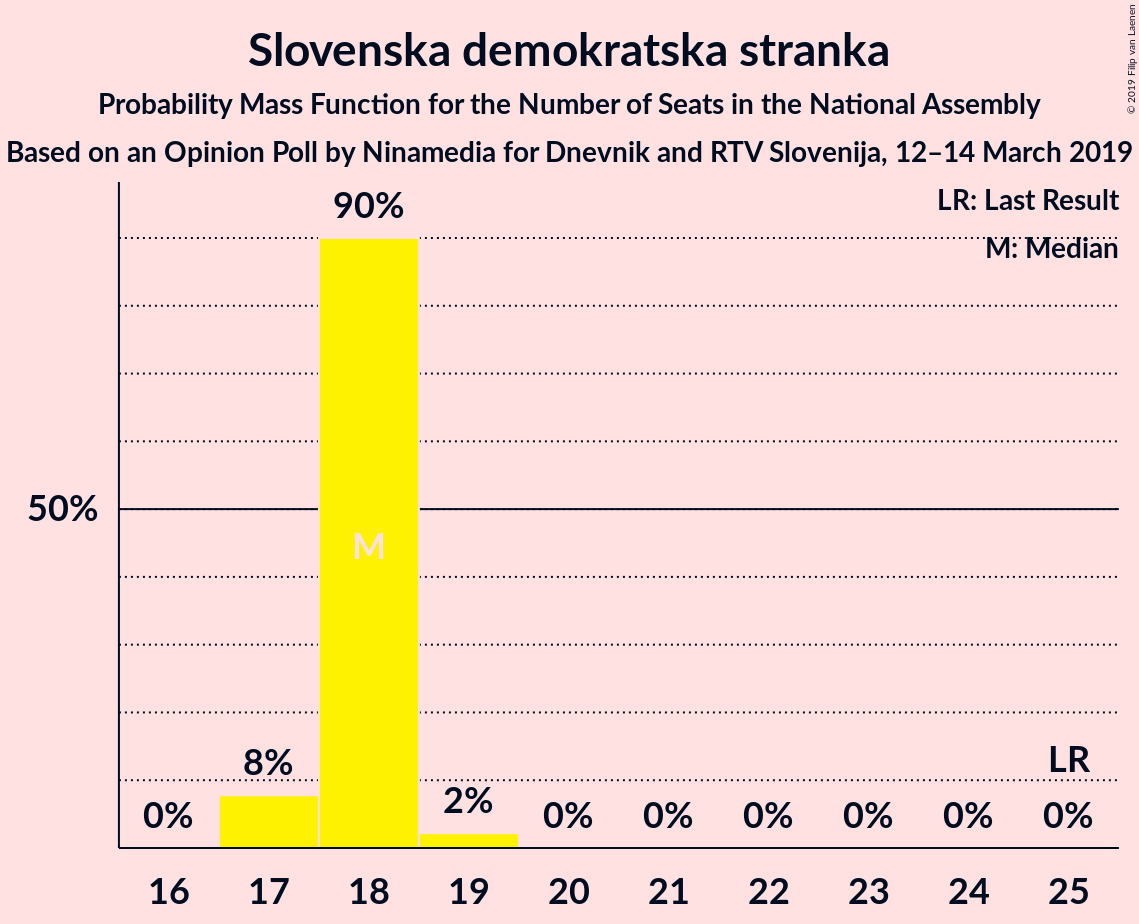 Slovenska demokratska stranka
Probability Mass Function for the Number of Seats in the National Assembly
Based on an Opinion Poll by Ninamedia for Dnevnik and RTV Slovenija, 12–14 March 2019
© 2019 Filip van Laenen
LR: Last Result
M: Median
90%
50%
M
8%
LR
0%
2%
0%
0%
0%
0%
0%
0%
16 17 18 19 20 21 22 23 24 25